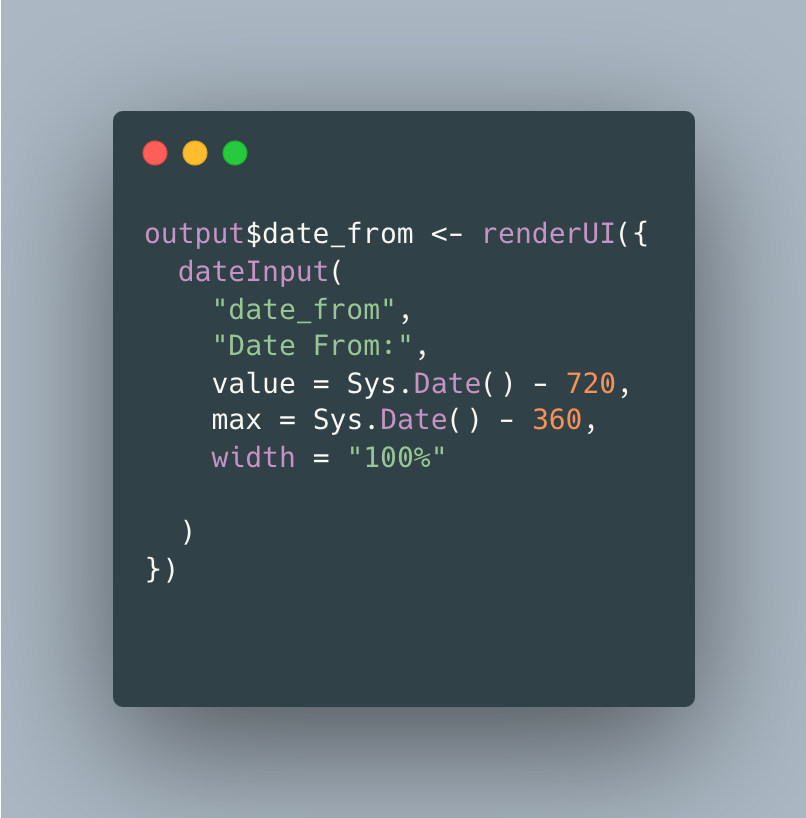 output$date_from <- renderUI({
  dateInput(
    "date_from",
    "Date From:",
    value = Sys.Date() - 720,
    max = Sys.Date() - 360,
    width = "100%"

  )
})